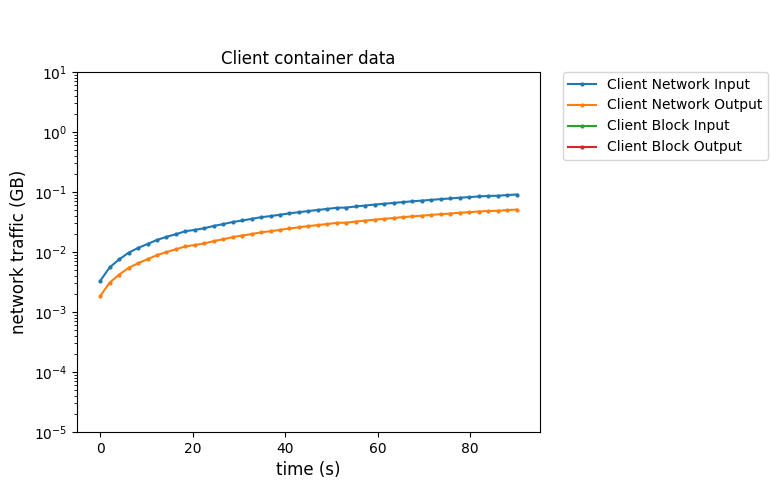 Client container data
network traffic (GB)
10¹
10⁰
10⁻¹
10⁻²
10⁻³
10⁻⁴
10⁻⁵
0 20 40 60 80
time (s)
Client Network Input
Client Network Output
Client Block Input
Client Block Output